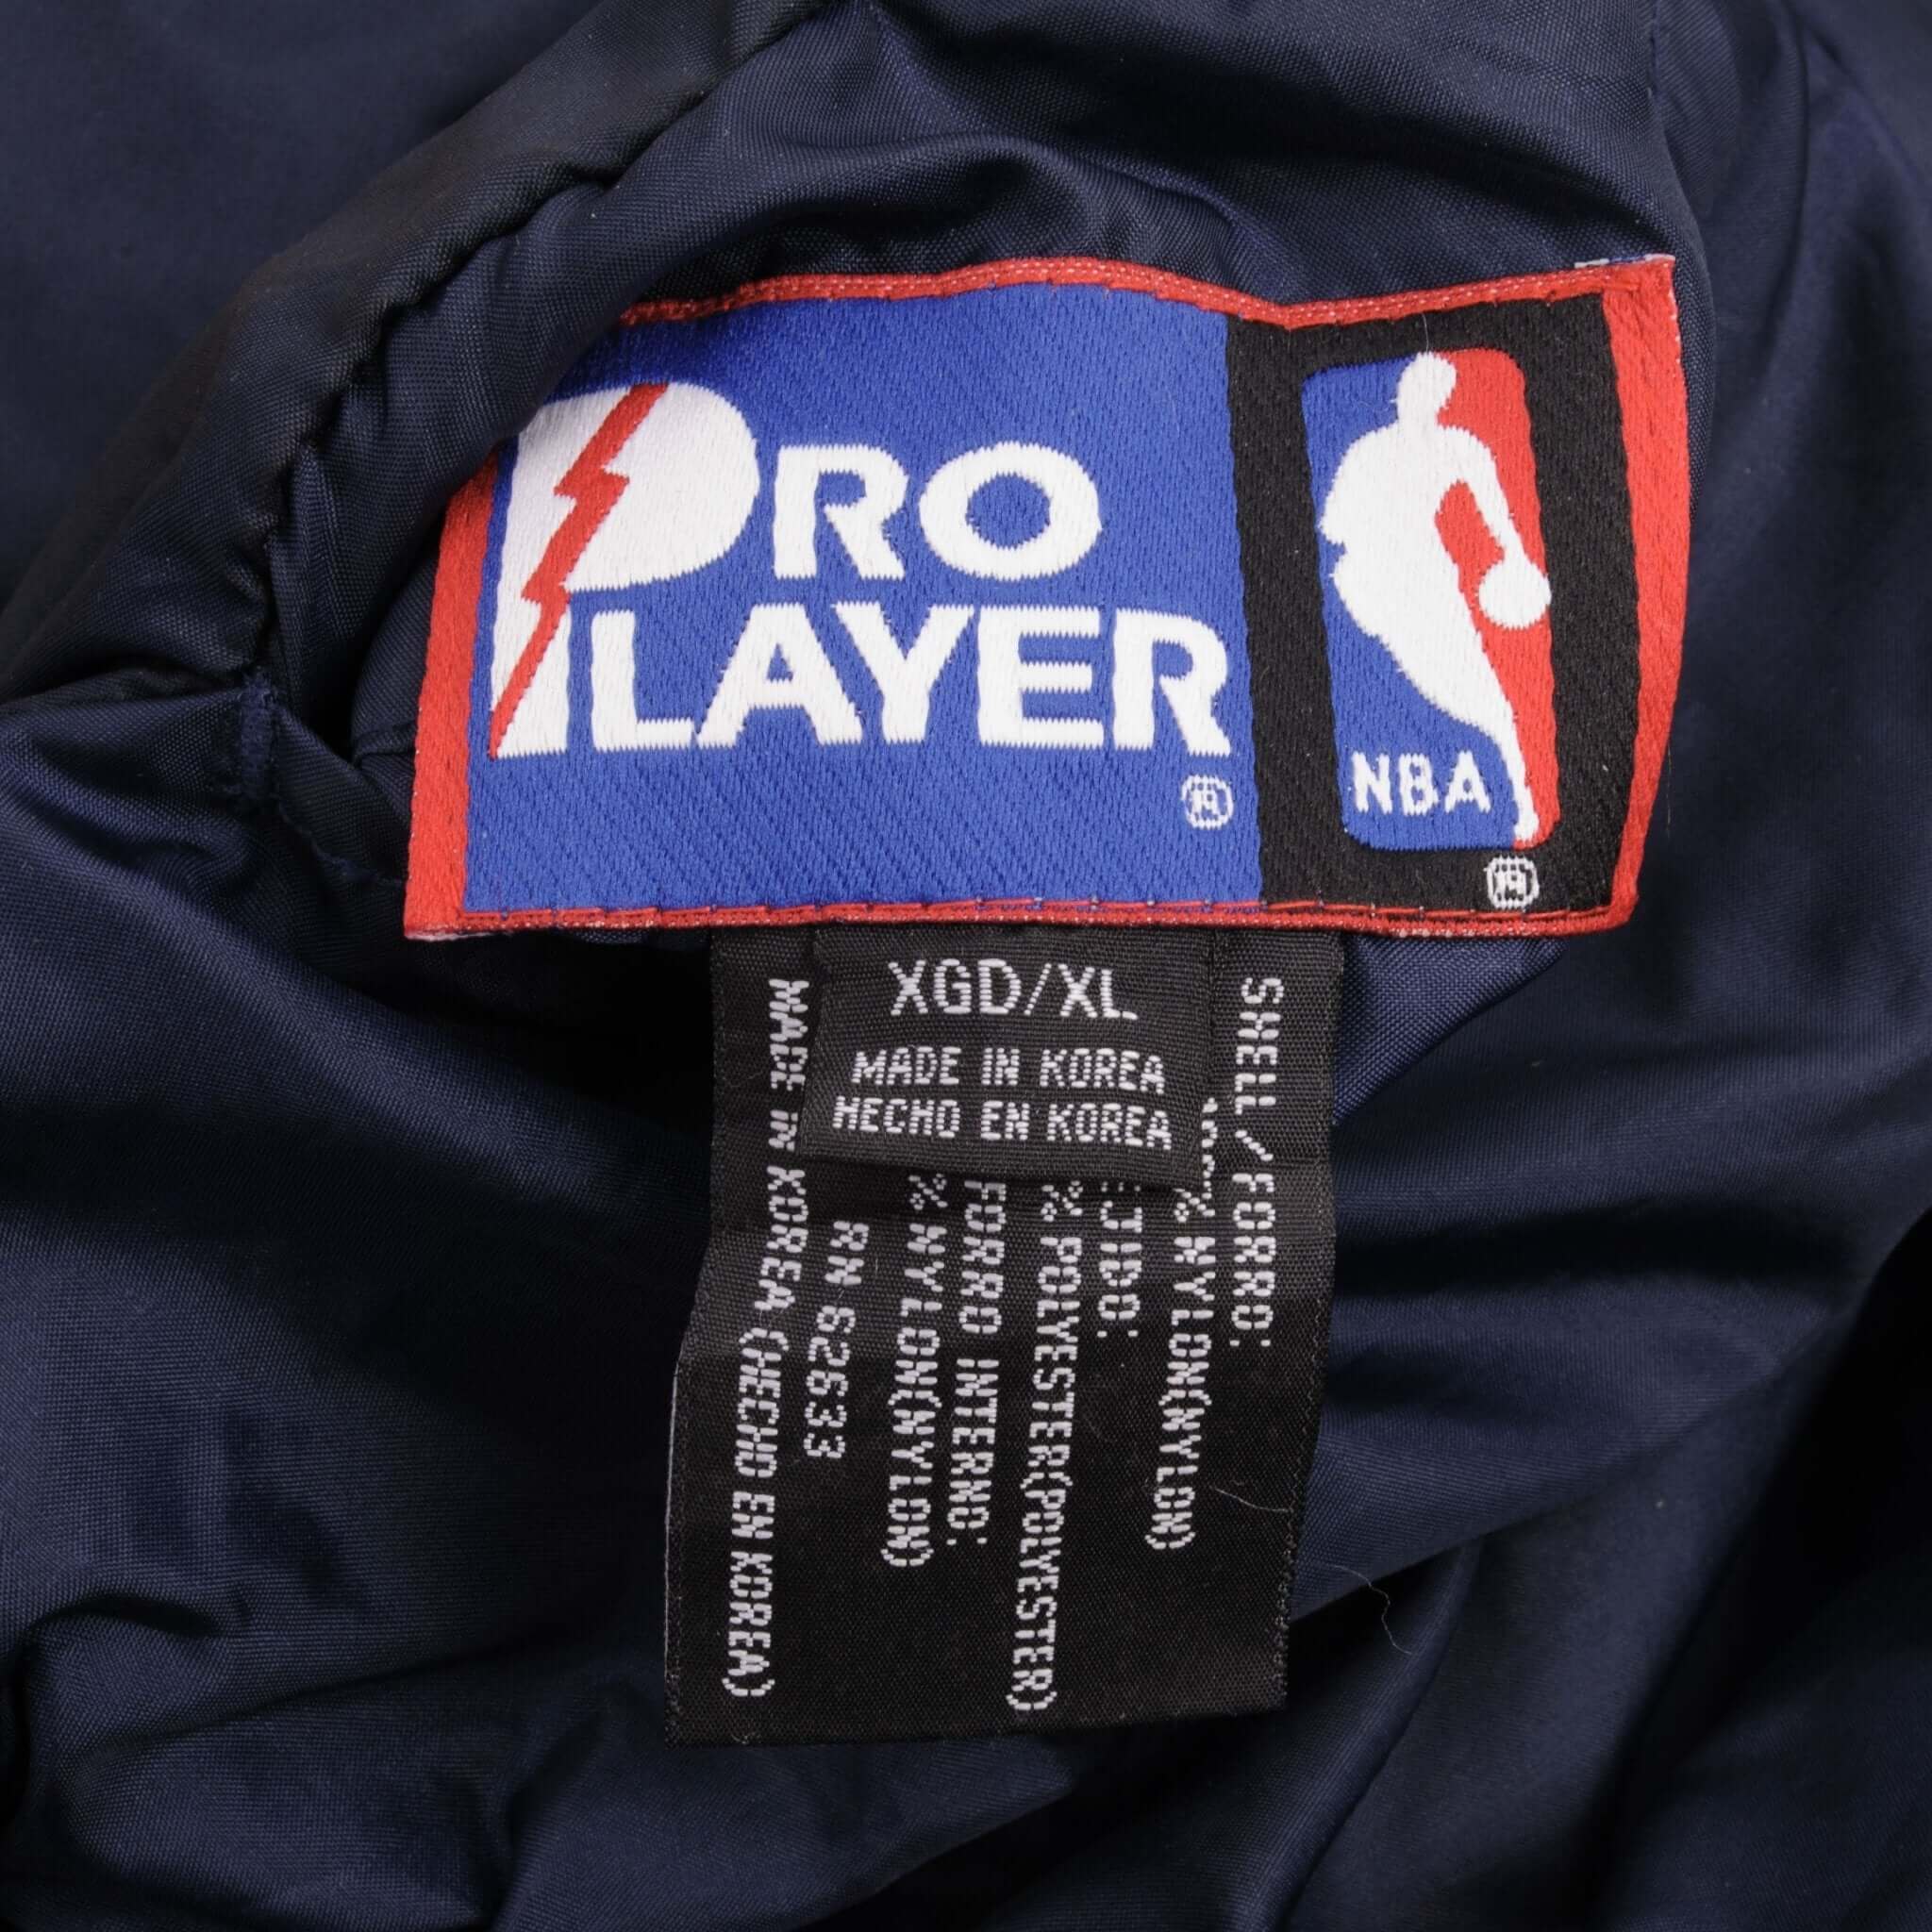 PRO
PLAYER
®
NBA
®
XGD/XL
MADE IN KOREA
HECHO EN KOREA
SHELL/FORRO:
% NYLON(NYLON)
% POLYESTER(POLYESTER)
FORRO INTERNO:
% NYLON(NYLON)
RN 62633
MADE IN KOREA (HECHO EN KOREA)